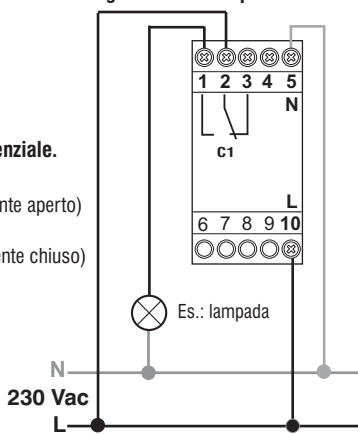 1 2 3 4 5
N
C1
enziale.
nte aperto)
L
6 7 8 9 10
nte chiuso)
Es.: lampada
N
230 Vac
L